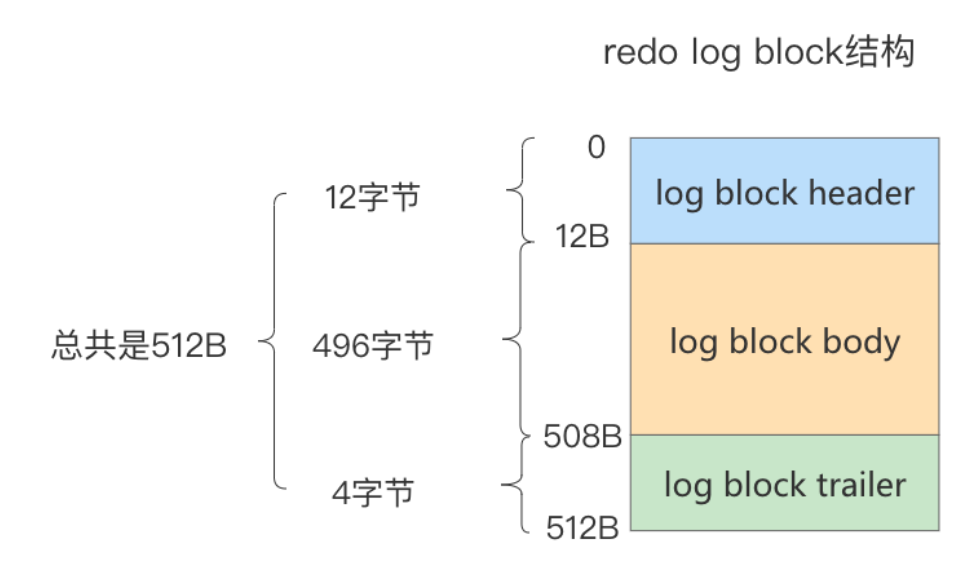 redo log block结构
0
log block header
12字节
12B
总共是512B
496字节
log block body
508B
4字节
log block trailer
512B